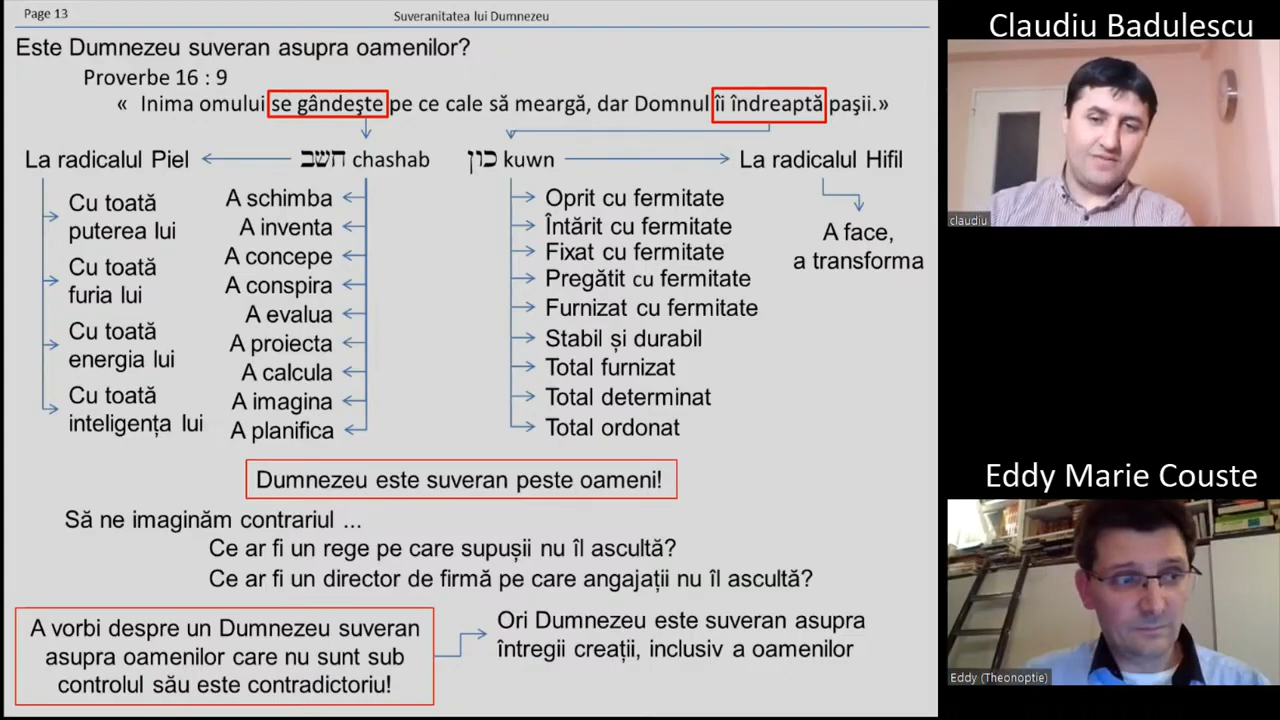 Page 13
Suveranitatea lui Dumnezeu
Este Dumnezeu suveran asupra oamenilor?
Proverbe 16 : 9
« Inima omului se gândeşte pe ce cale să meargă, dar Domnul îi îndreaptă paşii.»
La radicalul Piel
חשב chashab
כון kuwn
La radicalul Hifil
Cu toată
puterea lui
Cu toată
furia lui
Cu toată
energia lui
Cu toată
inteligența lui
A schimba
A inventa
A concepe
A conspira
A evalua
A proiecta
A calcula
A imagina
A planifica
Oprit cu fermitate
Întărit cu fermitate
Fixat cu fermitate
Pregătit cu fermitate
Furnizat cu fermitate
Stabil și durabil
Total furnizat
Total determinat
Total ordonat
A face,
a transforma
Dumnezeu este suveran peste oameni!
Să ne imaginăm contrariul ...
Ce ar fi un rege pe care supușii nu îl ascultă?
Ce ar fi un director de firmă pe care angajații nu îl ascultă?
A vorbi despre un Dumnezeu suveran
asupra oamenilor care nu sunt sub
controlul său este contradictoriu!
Ori Dumnezeu este suveran asupra
întregii creații, inclusiv a oamenilor
Claudiu Badulescu
claudiu
Eddy Marie Couste
Eddy (Theonoptie)